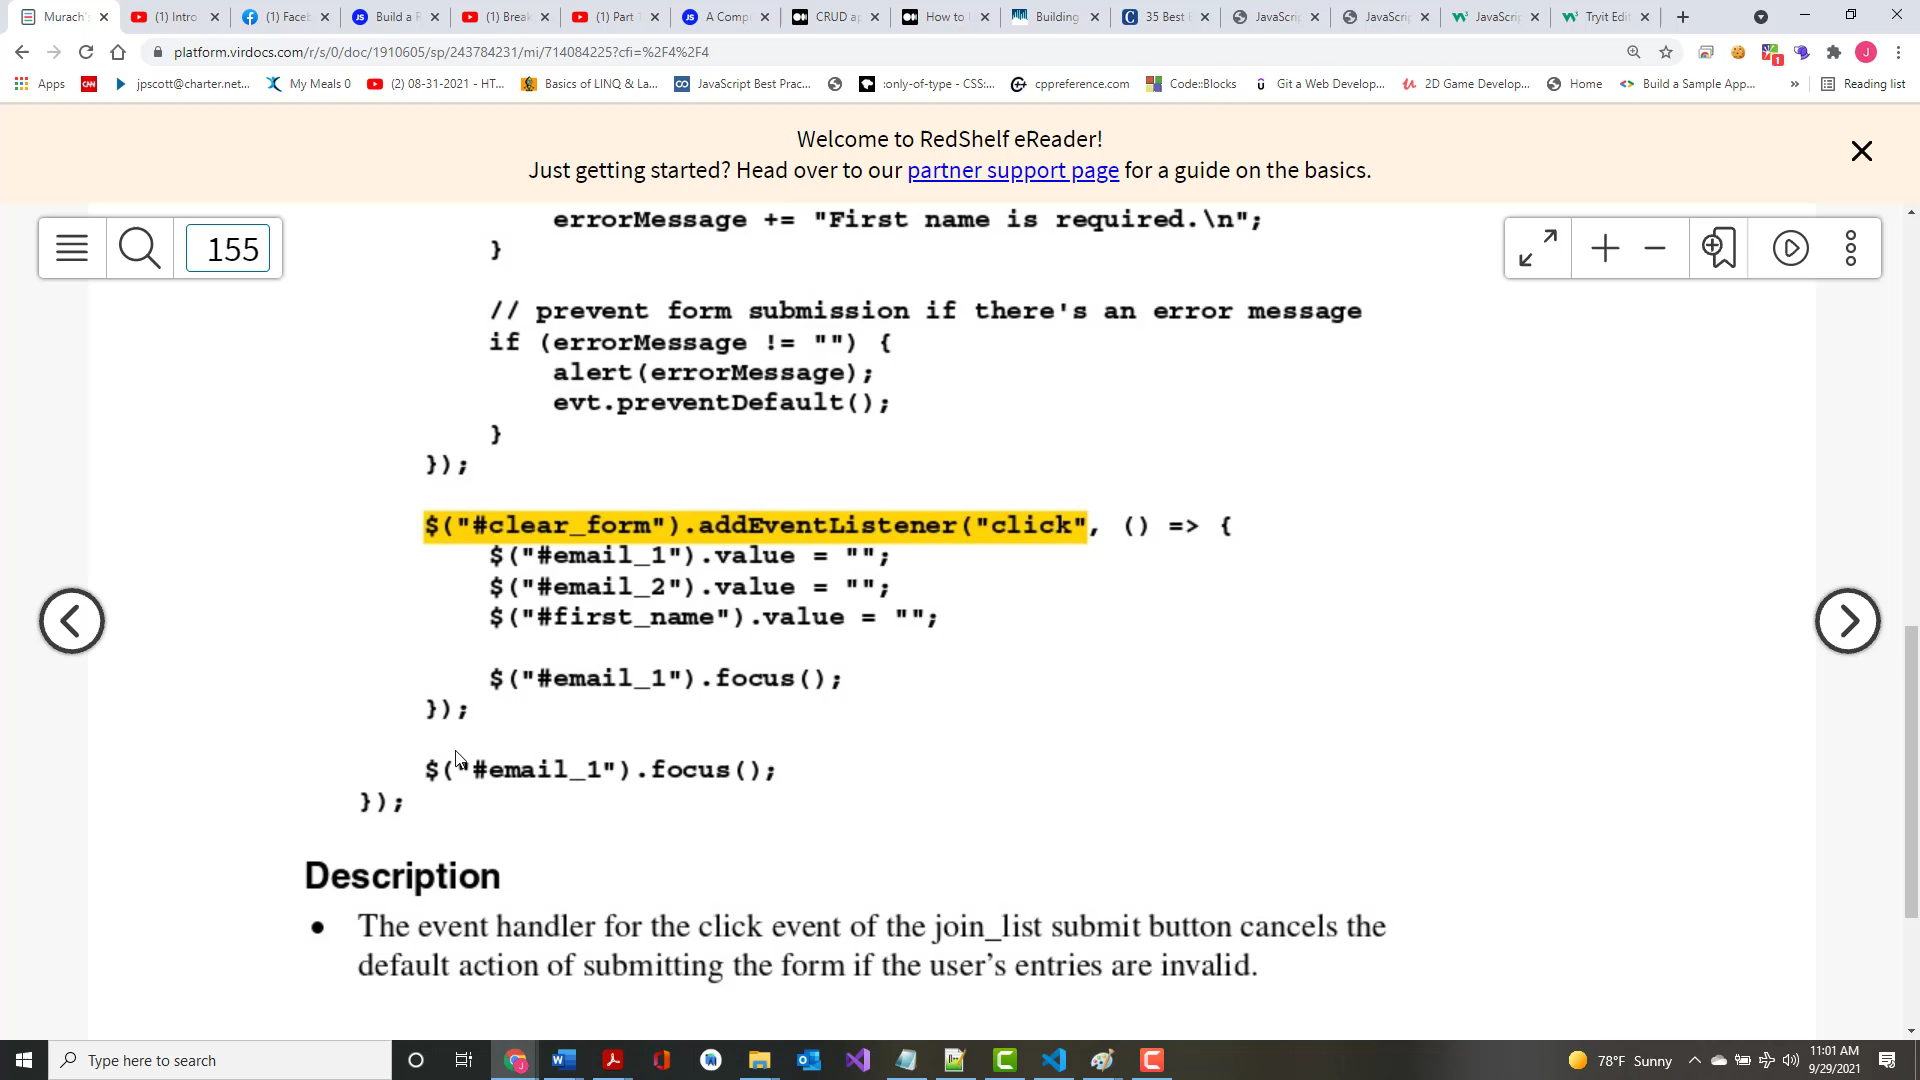 Murach's
(1) Intro
(1) Faceb
Build a F
(1) Break
(1) Part
A Comp
CRUD ap
How to
Building
35 Best
JavaScrip
JavaScrip
JavaScrip
Tryit Edit
platform.virdocs.com/r/s/0/doc/1910605/sp/243784231/mi/714084225?cfi=%2F4%2F4
Apps
CNN
jpscott@charter.net...
My Meals 0
(2) 08-31-2021 - HT...
Basics of LINQ & La...
JavaScript Best Prac...
:only-of-type - CSS:...
cppreference.com
Code::Blocks
Git a Web Develop...
2D Game Develop...
Home
Build a Sample App...
»
Reading list
Welcome to RedShelf eReader!
Just getting started? Head over to our partner support page for a guide on the basics.
155
errorMessage += "First name is required.\n";
}
// prevent form submission if there's an error message
if (errorMessage != "") {
alert(errorMessage);
evt.preventDefault();
}
});
$("#clear_form").addEventListener("click", () => {
$("#email_1").value = "";
$("#email_2").value = "";
$("#first_name").value = "";
$("#email_1").focus();
});
$("#email_1").focus();
});
Description
• The event handler for the click event of the join_list submit button cancels the
default action of submitting the form if the user's entries are invalid.
Type here to search
78°F Sunny
11:01 AM
9/29/2021